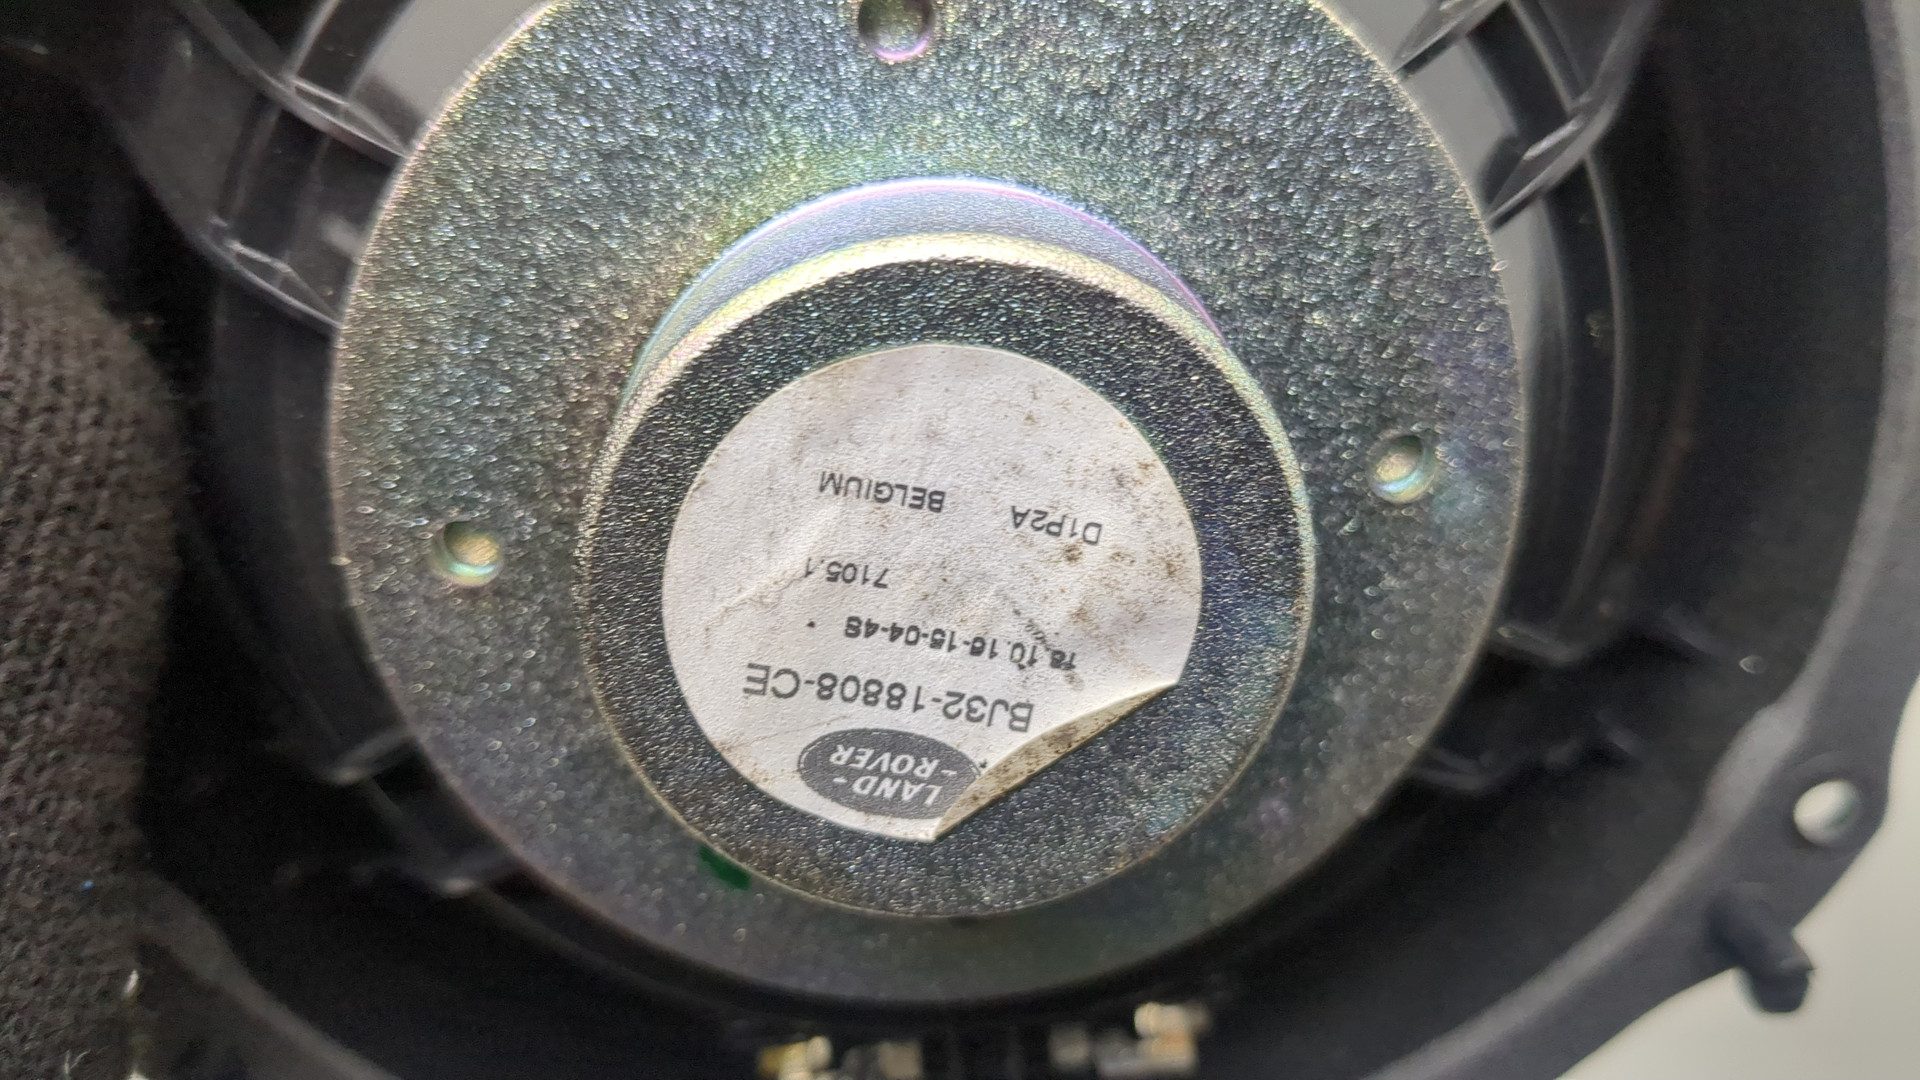 LAND-
-ROVER
BJ32-18808-CE
18.10.16-15-04-48
7105.1
D1P2A BELGIUM